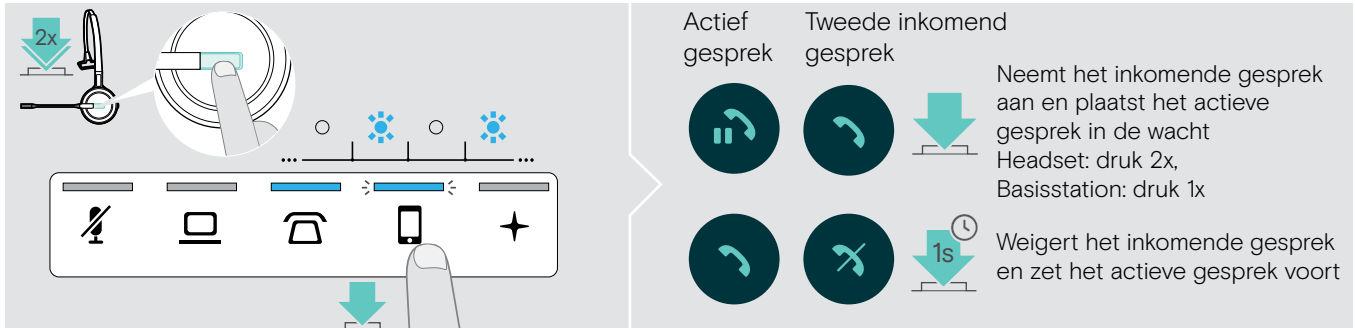 2x
Actief
gesprek
Tweede inkomend
gesprek
Neemt het inkomende gesprek
aan en plaatst het actieve
gesprek in de wacht
Headset: druk 2x,
Basisstation: druk 1x
1s
Weigert het inkomende gesprek
en zet het actieve gesprek voort